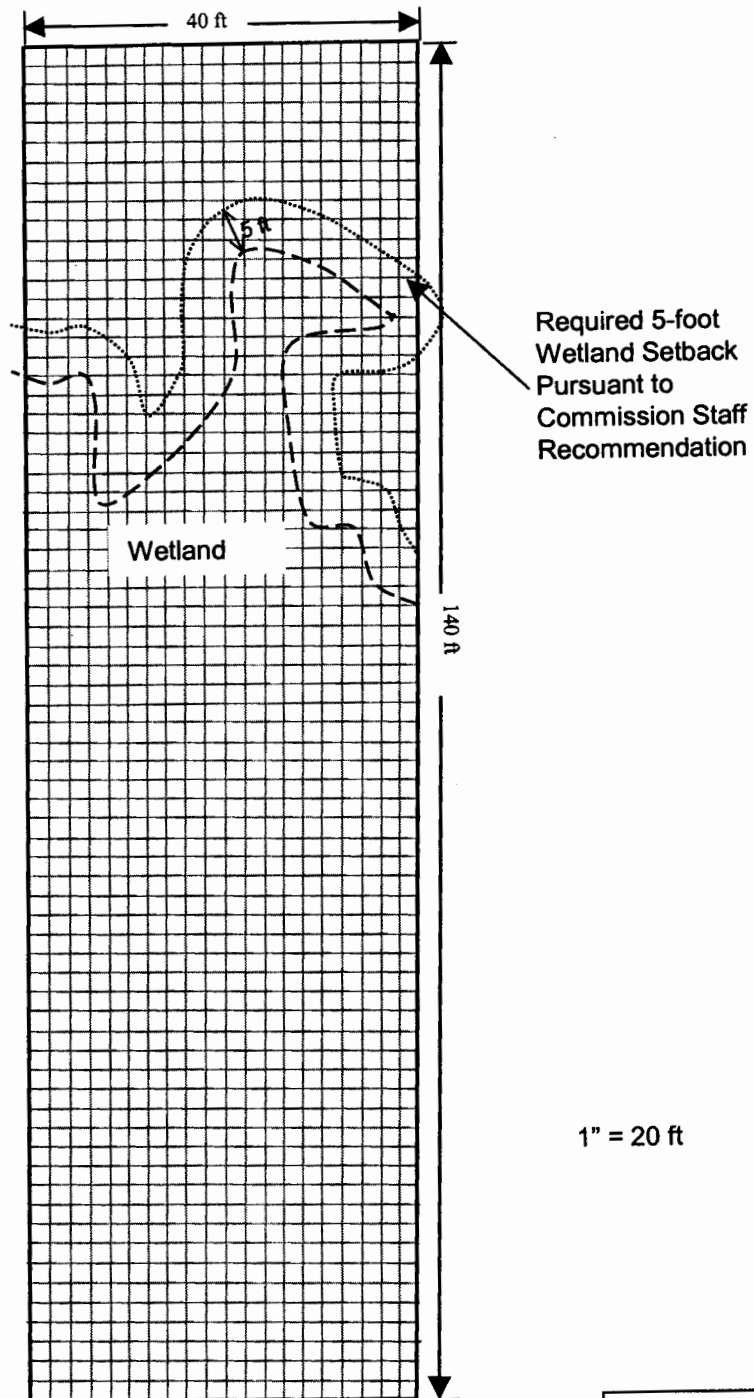 40 ft
5 ft
Required 5-foot
Wetland Setback
Pursuant to
Commission Staff
Recommendation
Wetland
140 ft
1" = 20 ft